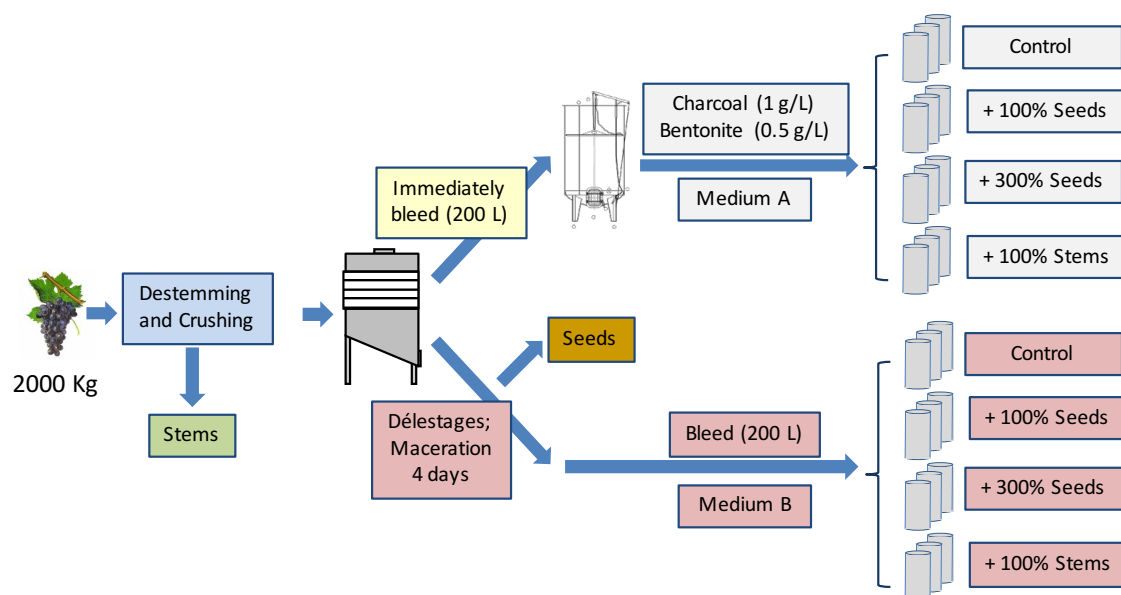 2000 Kg
Destemming
and Crushing
Stems
Immediately
bleed (200 L)
Charcoal (1 g/L)
Bentonite (0.5 g/L)
Medium A
Control
+ 100% Seeds
+ 300% Seeds
+ 100% Stems
Seeds
Délestages;
Maceration
4 days
Bleed (200 L)
Medium B
Control
+ 100% Seeds
+ 300% Seeds
+ 100% Stems